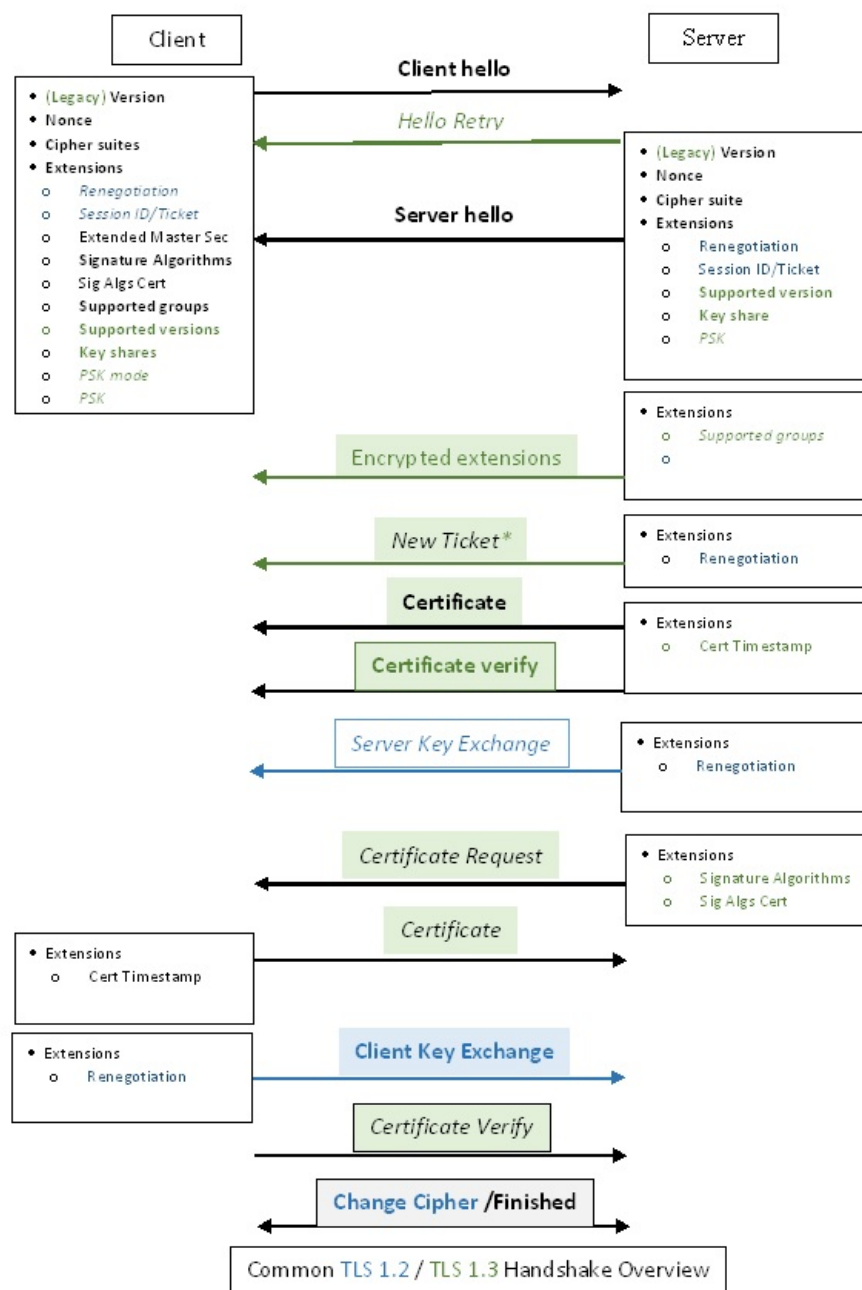 Client
Server
Client hello
• (Legacy) Version
• Nonce
• Cipher suites
• Extensions
o Renegotiation
o Session ID/Ticket
o Extended Master Sec
o Signature Algorithms
o Sig Algs Cert
o Supported groups
o Supported versions
o Key shares
o PSK mode
o PSK
Hello Retry
• (Legacy) Version
• Nonce
• Cipher suite
• Extensions
o Renegotiation
o Session ID/Ticket
o Supported version
o Key share
o PSK
Server hello
• Extensions
o Supported groups
o
Encrypted extensions
New Ticket*
• Extensions
o Renegotiation
Certificate
• Extensions
o Cert Timestamp
Certificate verify
Server Key Exchange
• Extensions
o Renegotiation
Certificate Request
• Extensions
o Signature Algorithms
o Sig Algs Cert
Certificate
• Extensions
o Cert Timestamp
• Extensions
o Renegotiation
Client Key Exchange
Certificate Verify
Change Cipher /Finished
Common TLS 1.2 / TLS 1.3 Handshake Overview